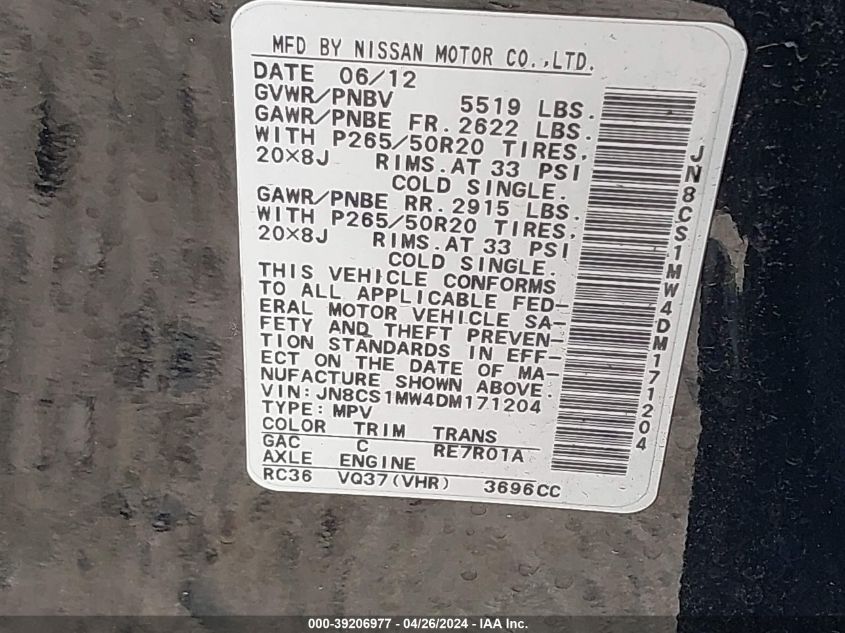 MFD BY NISSAN MOTOR CO.,LTD.
DATE 06/12
GVWR/PNBV 5519 LBS.
GAWR/PNBE FR. 2622 LBS.
WITH P265/50R20 TIRES,
20×8J RIMS.AT 33 PSI
COLD SINGLE.
GAWR/PNBE RR. 2915 LBS.
WITH P265/50R20 TIRES,
20×8J RIMS.AT 33 PSI
COLD SINGLE.
THIS VEHICLE CONFORMS
TO ALL APPLICABLE FED-
ERAL MOTOR VEHICLE SA-
FETY AND THEFT PREVEN-
TION STANDARDS IN EFF-
ECT ON THE DATE OF MA-
NUFACTURE SHOWN ABOVE.
VIN: JN8CS1MW4DM171204
TYPE: MPV
COLOR TRIM TRANS
GAC C RE7R01A
AXLE ENGINE
RC36 VQ37(VHR) 3696CC
JN8CS1MW4DM171204
000-39206977 - 04/26/2024 - IAA Inc.